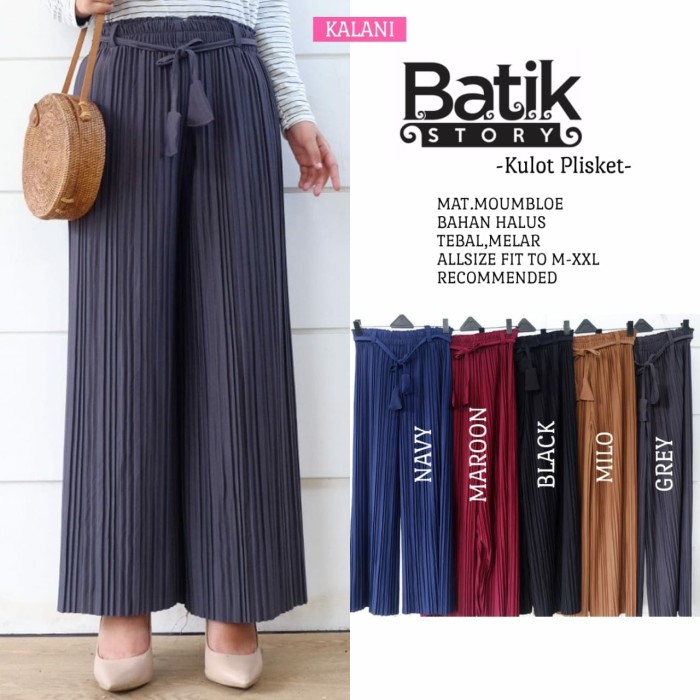 KALANI
Batik
STORY
-Kulot Plisket-
MAT.MOUMBLOE
BAHAN HALUS
TEBAL,MELAR
ALLSIZE FIT TO M-XXL
RECOMMENDED
NAVY
MAROON
BLACK
MILO
GREY